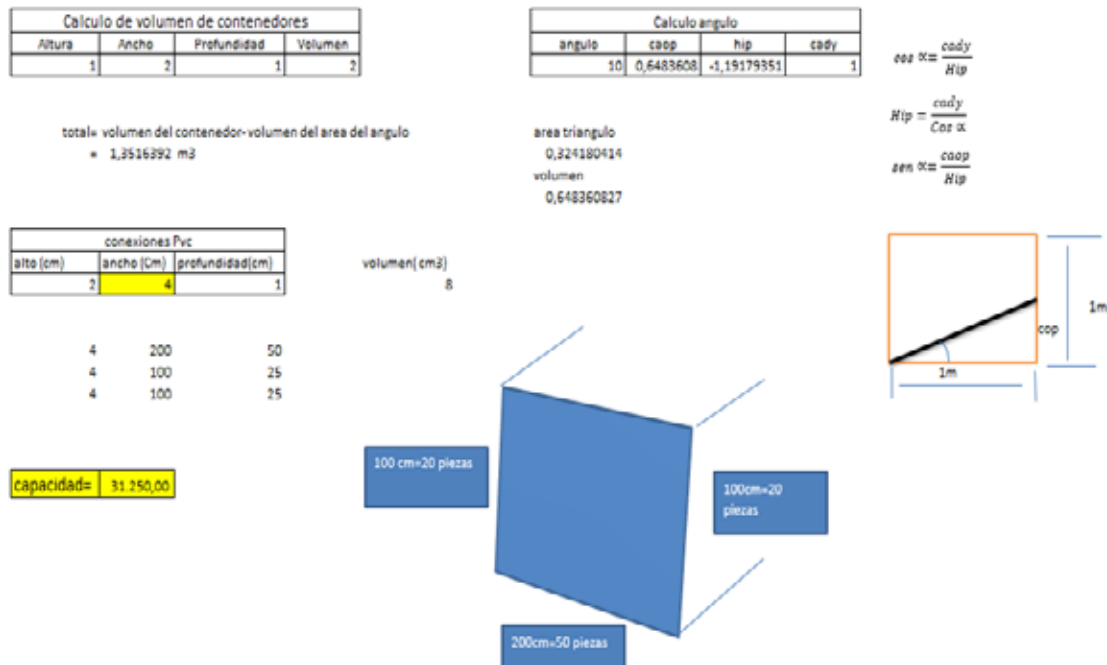 Calculo de volumen de contenedores
Altura Ancho Profundidad Volumen
1 2 1 2
Calculo angulo
angulo caop hip cady
10 0,6483608 -1,19179351 1
cos ∝= cady/Hip
Hip = cady/Cos ∝
sen ∝= caop/Hip
total= volumen del contenedor-volumen del area del angulo
= 1,3516392 m3
area triangulo
0,324180414
volumen
0,648360827
conexiones Pvc
alto (cm) ancho (Cm) profundidad(cm)
2 4 1
volumen( cm3)
8
4 200 50
4 100 25
4 100 25
capacidad= 31.250,00
100 cm=20 piezas
100cm=20
piezas
200cm=50 piezas
cop
1m
1m